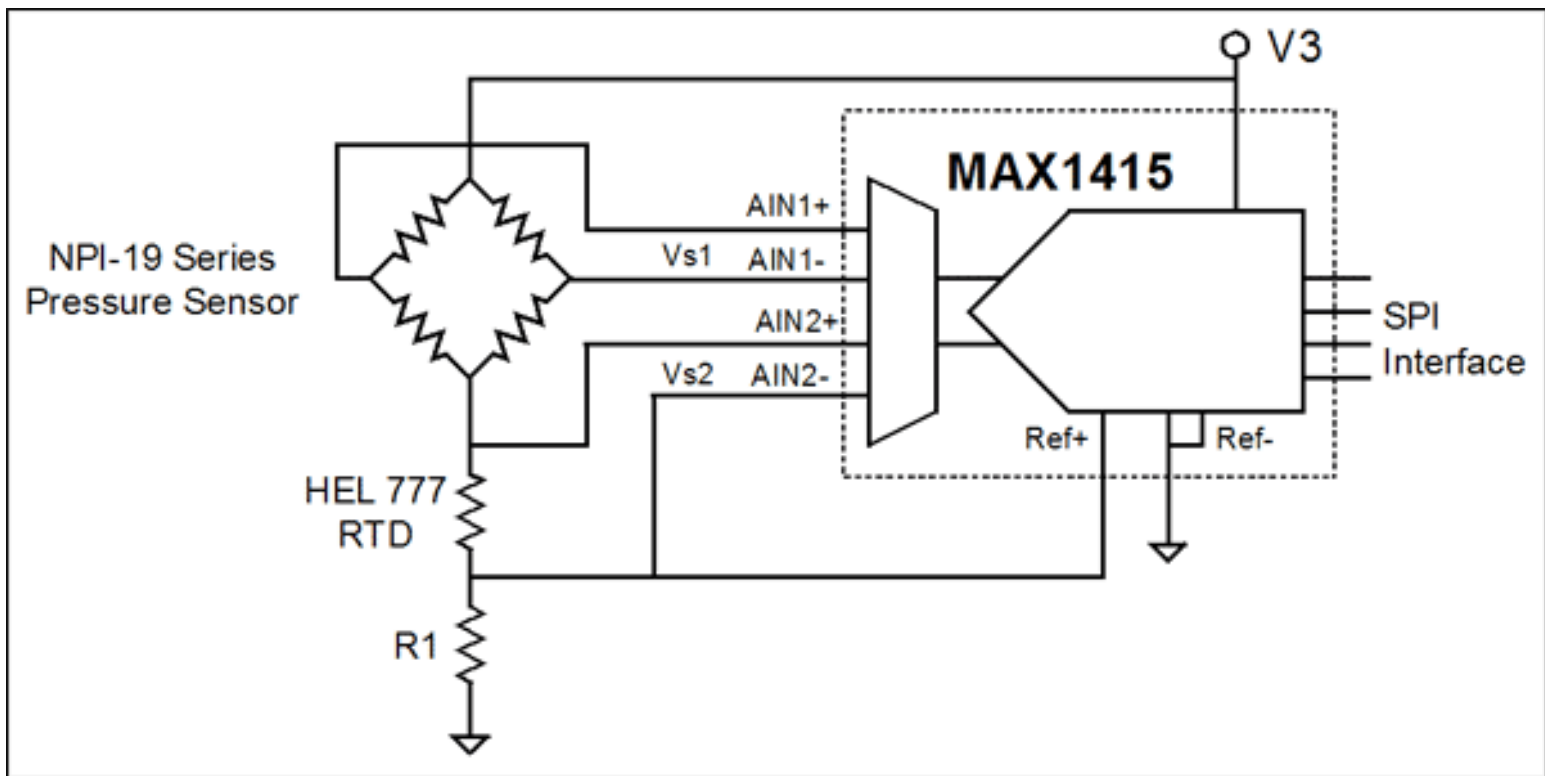 V3
MAX1415
AIN1+
NPI-19 Series
Pressure Sensor
Vs1
AIN1-
AIN2+
Vs2
AIN2-
SPI
Interface
Ref+
Ref-
HEL 777
RTD
R1